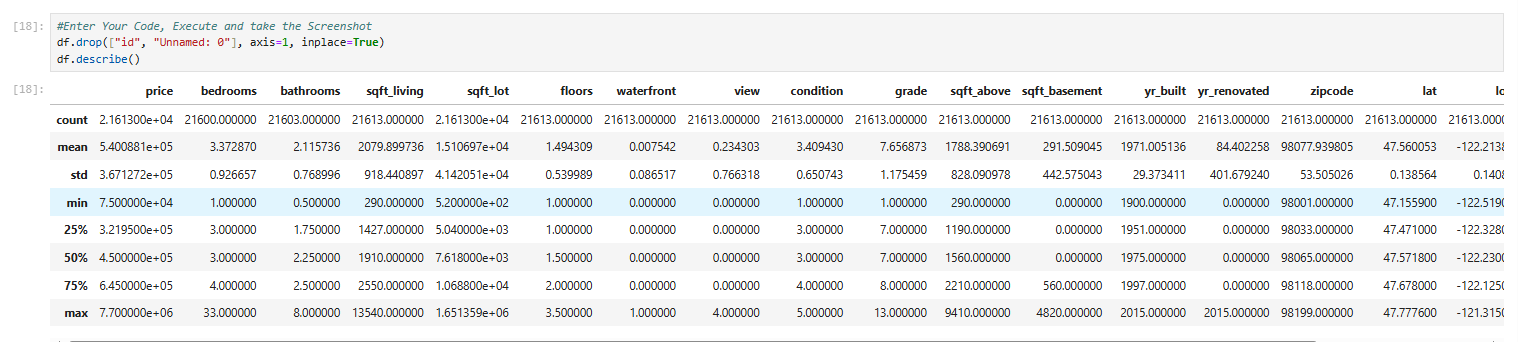 [18]: #Enter Your Code, Execute and take the Screenshot
df.drop(["id", "Unnamed: 0"], axis=1, inplace=True)
df.describe()
[18]: price bedrooms bathrooms sqft_living sqft_lot floors waterfront view condition grade sqft_above sqft_basement yr_built yr_renovated zipcode lat lo
count 2.161300e+04 21600.000000 21603.000000 21613.000000 2.161300e+04 21613.000000 21613.000000 21613.000000 21613.000000 21613.000000 21613.000000 21613.000000 21613.000000 21613.000000 21613.000000 21613.000000 21613.000
mean 5.400881e+05 3.372870 2.115736 2079.899736 1.510697e+04 1.494309 0.007542 0.234303 3.409430 7.656873 1788.390691 291.509045 1971.005136 84.402258 98077.939805 47.560053 -122.2138
std 3.671272e+05 0.926657 0.768996 918.440897 4.142051e+04 0.539989 0.086517 0.766318 0.650743 1.175459 828.090978 442.575043 29.373411 401.679240 53.505026 0.138564 0.1408
min 7.500000e+04 1.000000 0.500000 290.000000 5.200000e+02 1.000000 0.000000 0.000000 1.000000 1.000000 290.000000 0.000000 1900.000000 0.000000 98001.000000 47.155900 -122.5190
25% 3.219500e+05 3.000000 1.750000 1427.000000 5.040000e+03 1.000000 0.000000 0.000000 3.000000 7.000000 1190.000000 0.000000 1951.000000 0.000000 98033.000000 47.471000 -122.3280
50% 4.500000e+05 3.000000 2.250000 1910.000000 7.618000e+03 1.500000 0.000000 0.000000 3.000000 7.000000 1560.000000 0.000000 1975.000000 0.000000 98065.000000 47.571800 -122.2300
75% 6.450000e+05 4.000000 2.500000 2550.000000 1.068800e+04 2.000000 0.000000 0.000000 4.000000 8.000000 2210.000000 560.000000 1997.000000 0.000000 98118.000000 47.678000 -122.1250
max 7.700000e+06 33.000000 8.000000 13540.000000 1.651359e+06 3.500000 1.000000 4.000000 5.000000 13.000000 9410.000000 4820.000000 2015.000000 2015.000000 98199.000000 47.777600 -121.3150